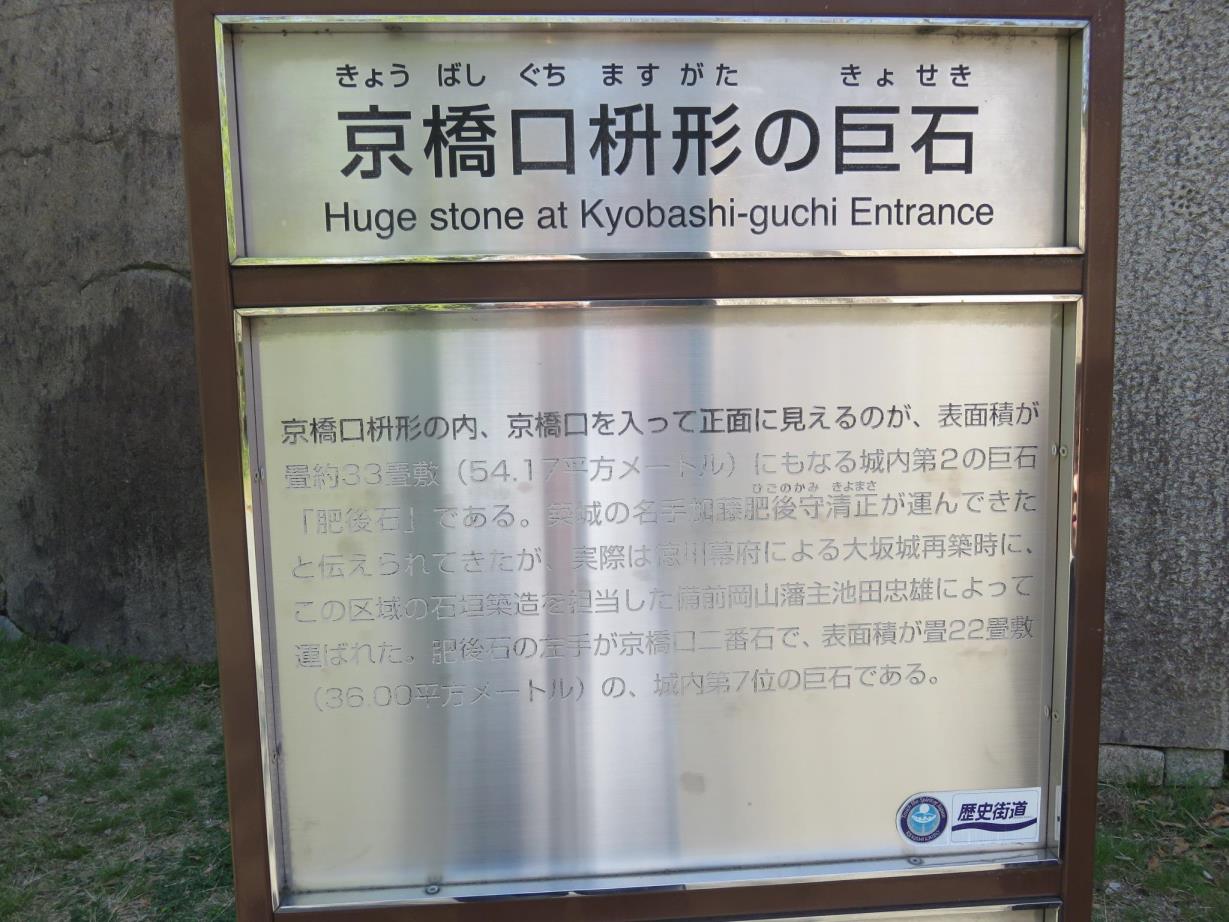 きょう ばし ぐち ます がた きょ せき
京橋口枡形の巨石
Huge stone at Kyobashi-guchi Entrance
京橋口枡形の内、京橋口を入って正面に見えるのが、表面積が
畳約33畳敷（54.17平方メートル）にもなる城内第2の巨石
ひごのかみ きよまさ
「肥後石」である。築城の名手加藤肥後守清正が運んできた
と伝えられてきたが、実際は徳川幕府による大坂城再築時に、
この区域の石垣築造を担当した備前岡山藩主池田忠雄によって
運ばれた。肥後石の左手が京橋口二番石で、表面積が畳22畳敷
（36.00平方メートル）の、城内第7位の巨石である。
歴史街道